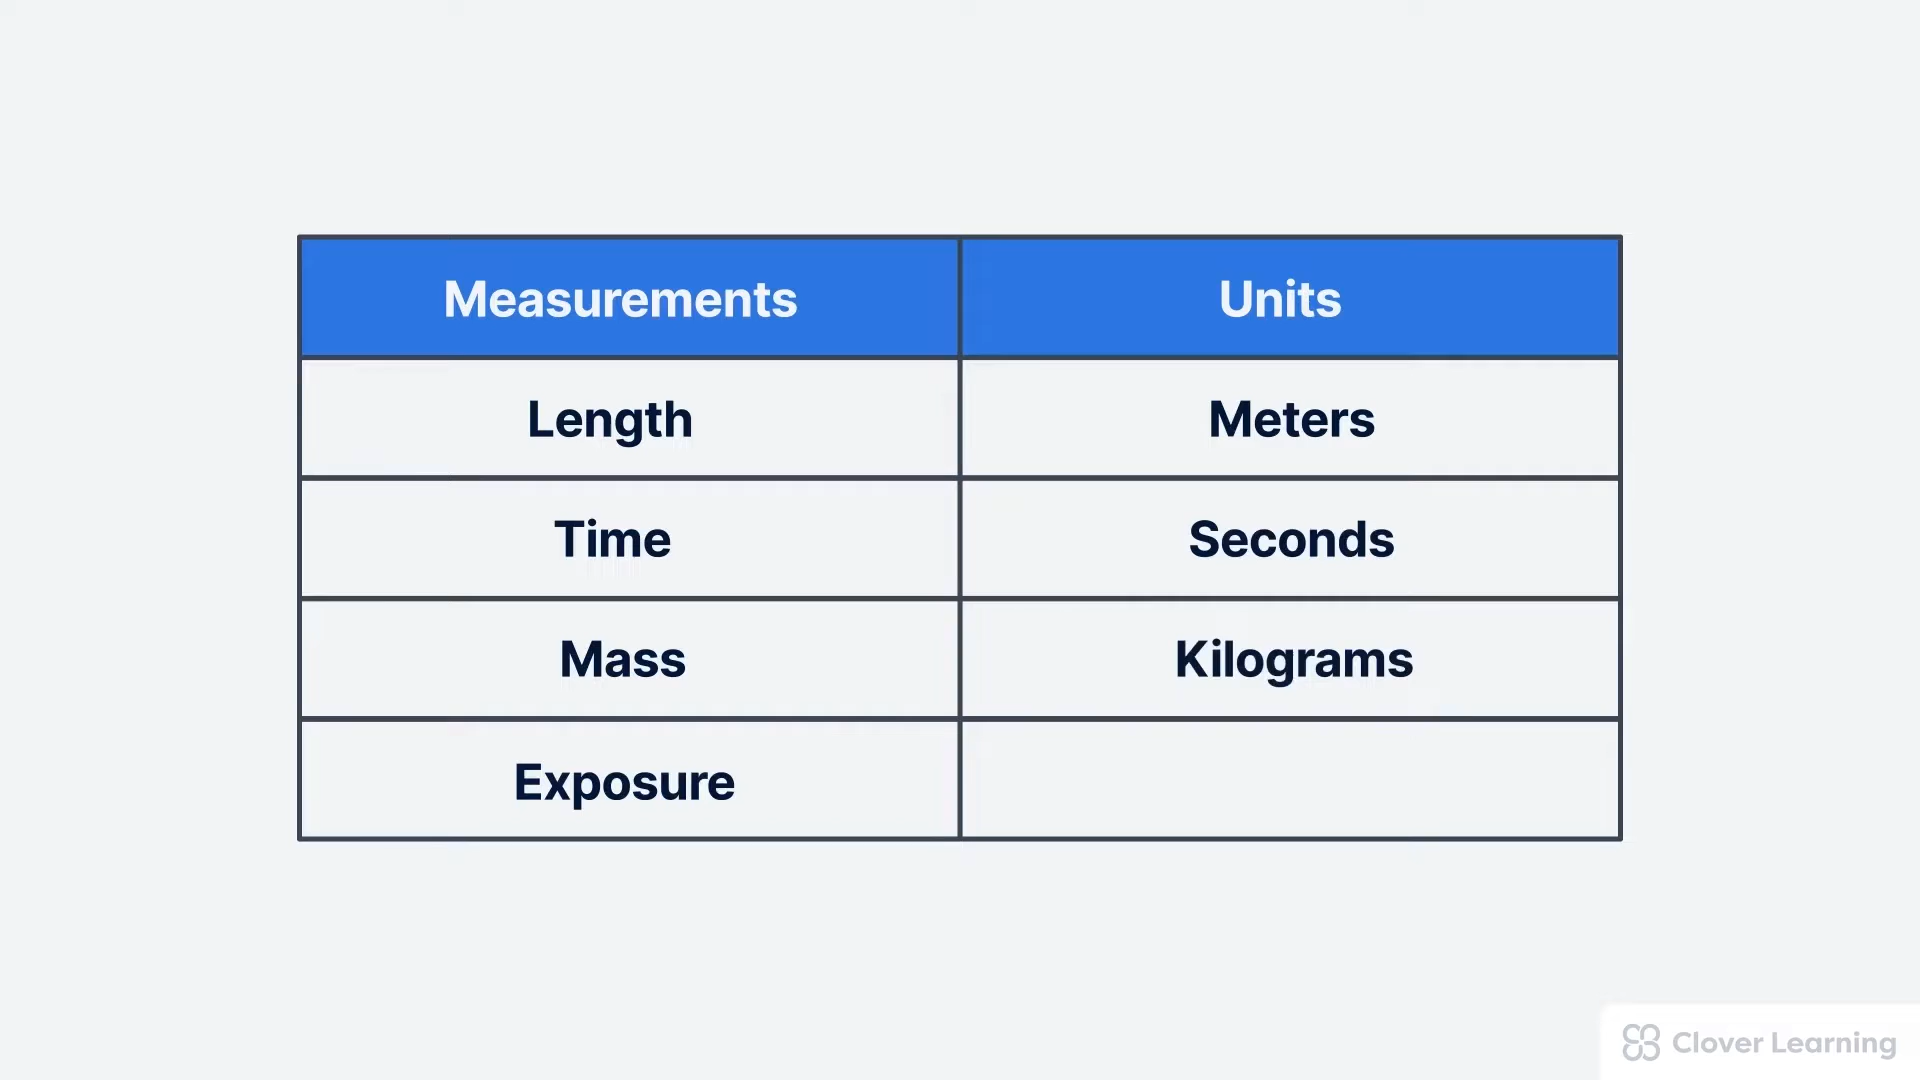 Measurements Units
Length Meters
Time Seconds
Mass Kilograms
Exposure
Clover Learning